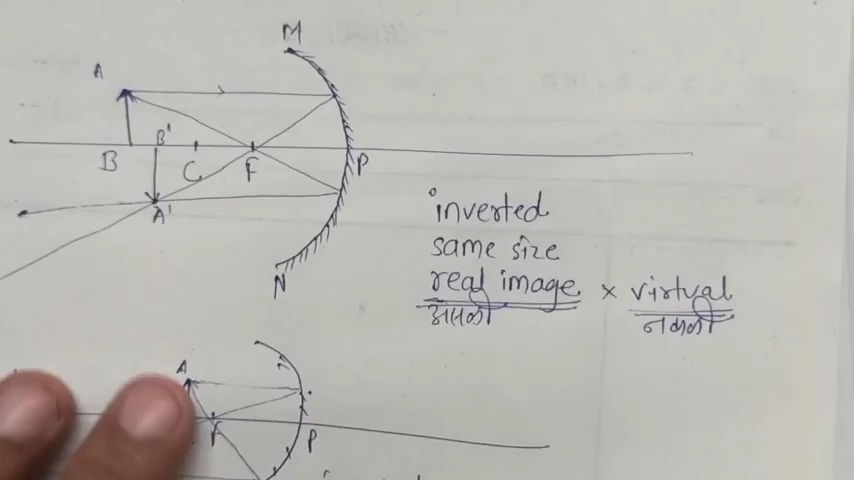 M
A
B B' C F P
A'
N
inverted
same size
real image × virtual
असली नकली
A
F P